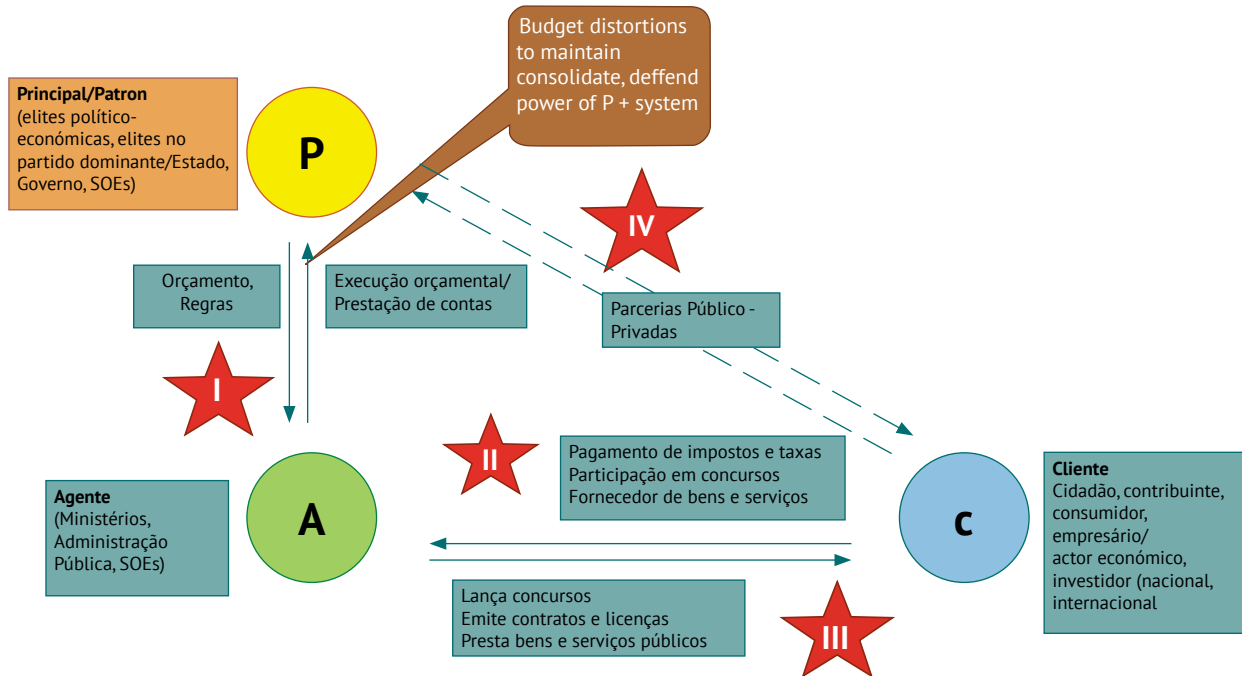 Budget distortions
to maintain
consolidate, deffend
power of P + system
Principal/Patron
(elites político-
económicas, elites no
partido dominante/Estado,
Governo, SOEs)
P
IV
Orçamento,
Regras
Execução orçamental/
Prestação de contas
Parcerias Público -
Privadas
I
II
Pagamento de impostos e taxas
Participação em concursos
Fornecedor de bens e serviços
Agente
(Ministérios,
Administração
Pública, SOEs)
A
c
Cliente
Cidadão, contribuinte,
consumidor,
empresário/
actor económico,
investidor (nacional,
internacional
Lança concursos
Emite contratos e licenças
Presta bens e serviços públicos
III